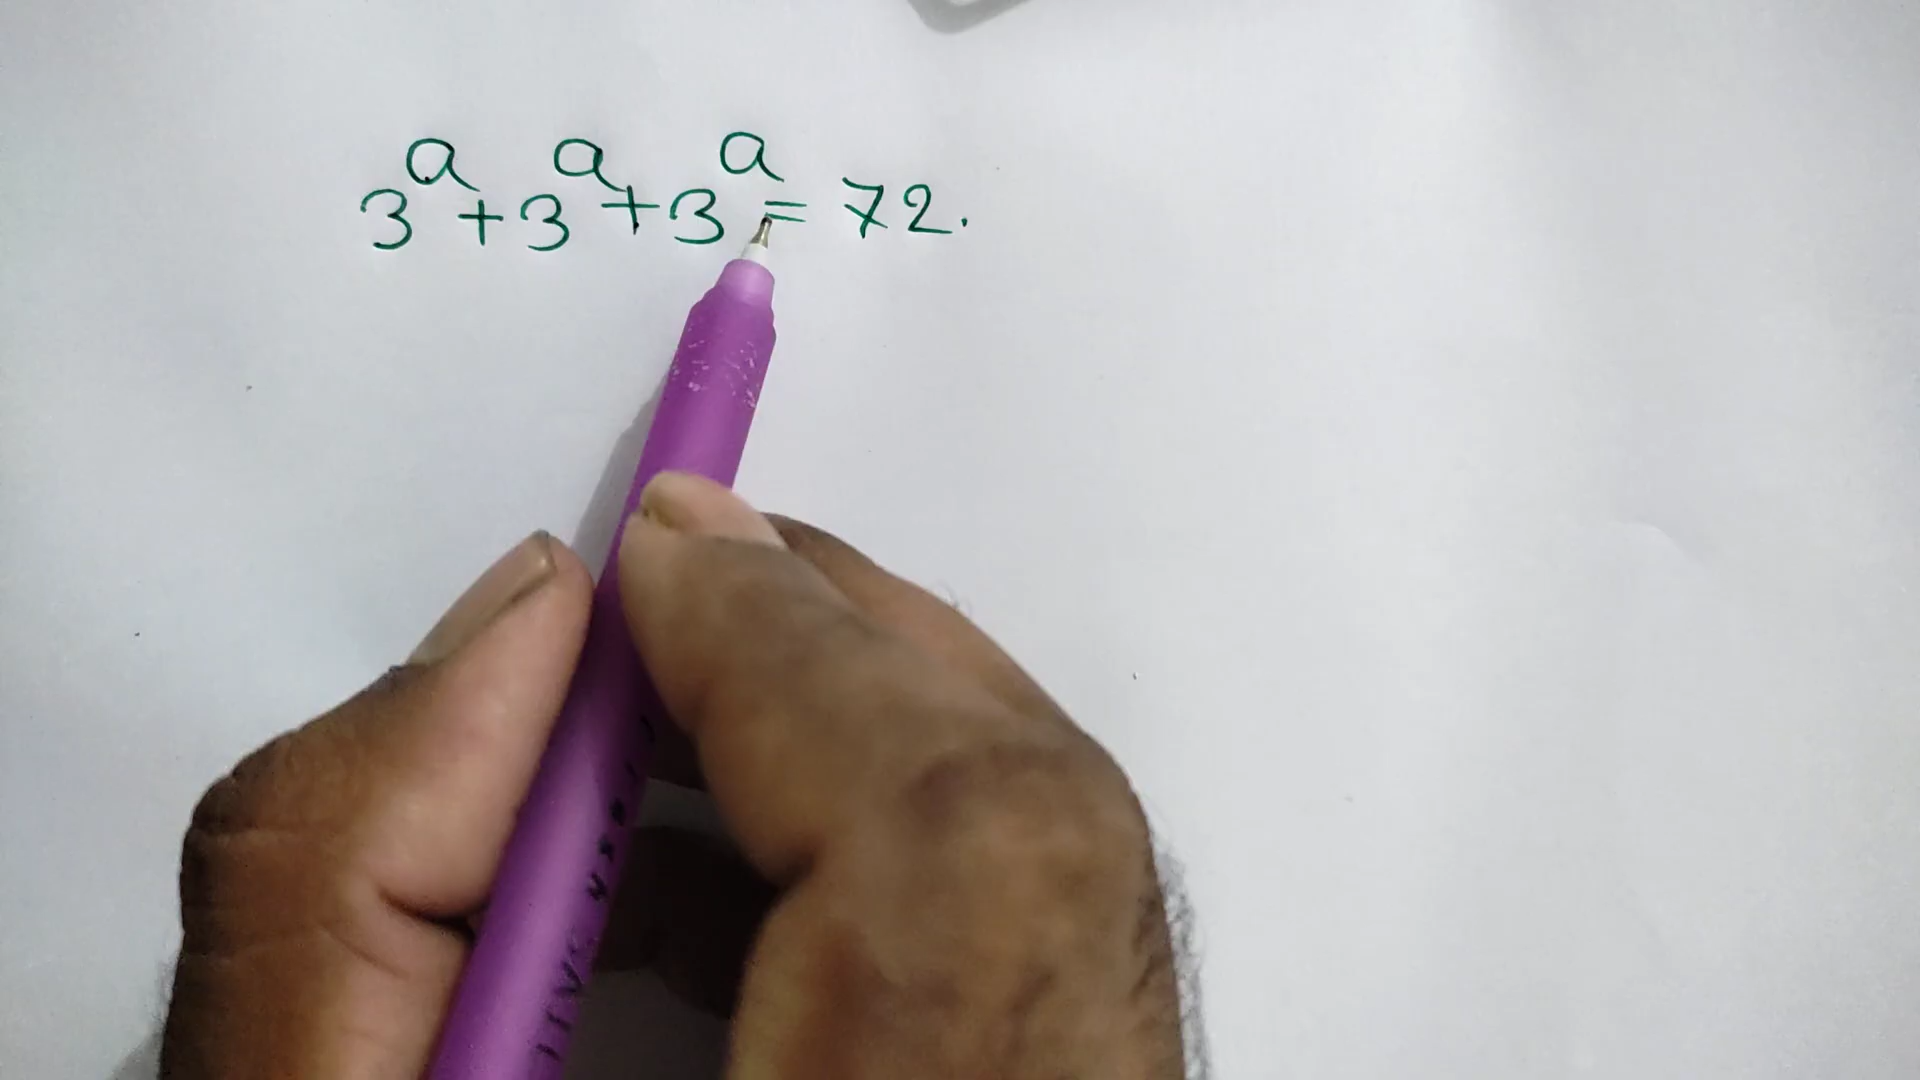 3^a + 3^a + 3^a = 72.